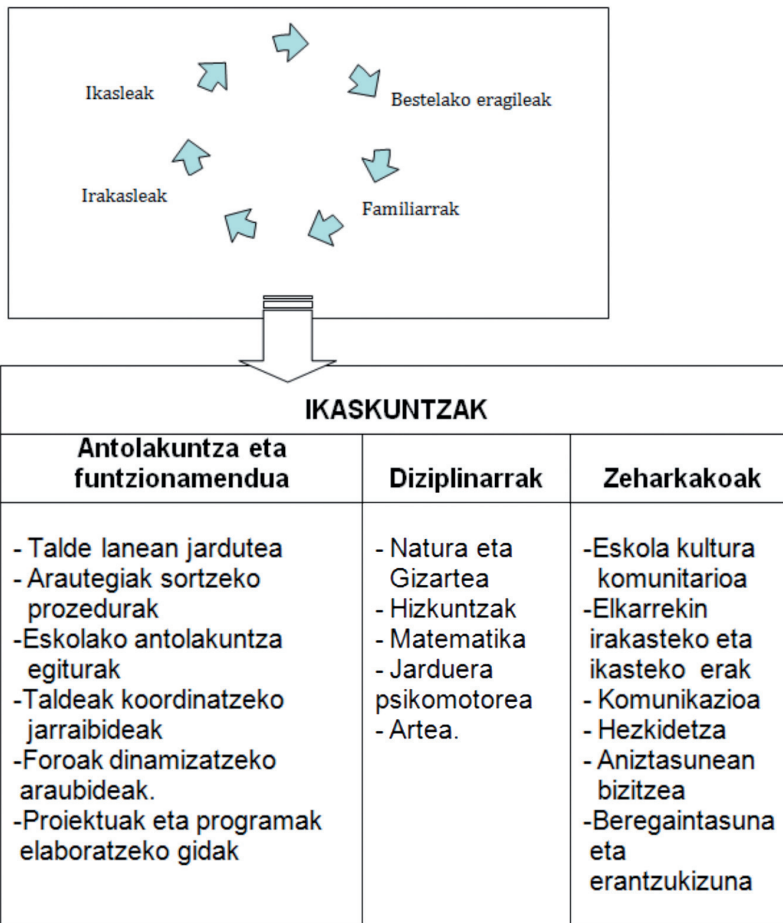 Ikasleak
Bestelako eragileak
Irakasleak
Familiarrak
IKASKUNTZAK
Antolakuntza eta
funtzionamendua
Diziplinarrak
Zeharkakoak
- Talde lanean jardutea
- Arautegiak sortzeko
prozedurak
-Eskolako antolakuntza
egiturak
-Taldeak koordinatzeko
jarraibideak
-Foroak dinamizatzeko
araubideak.
-Proiektuak eta programak
elaboratzeko gidak
- Natura eta
Gizartea
- Hizkuntzak
- Matematika
- Jarduera
psikomotorea
- Artea.
-Eskola kultura
komunitarioa
-Elkarrekin
irakasteko eta
ikasteko erak
- Komunikazioa
- Hezkidetza
- Aniztasunean
bizitzea
-Beregaintasuna
eta
erantzukizuna